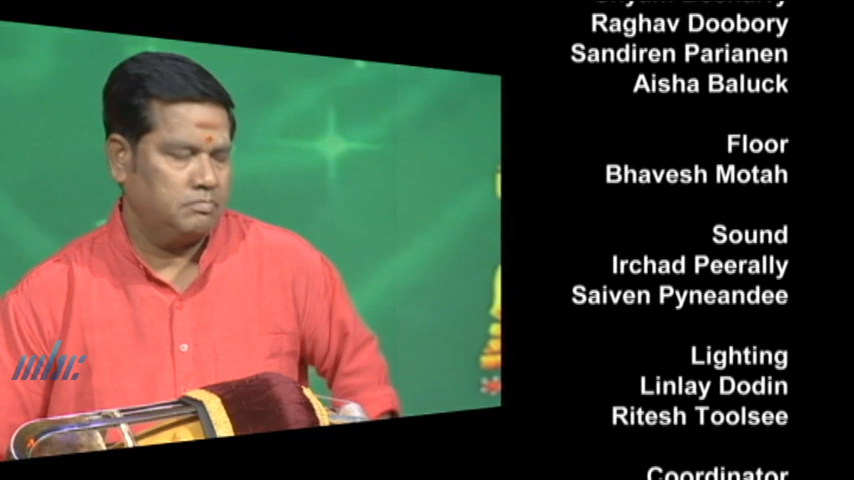 Raghav Doobory
Sandiren Parianen
Aisha Baluck
Floor
Bhavesh Motah
Sound
Irchad Peerally
Saiven Pyneandee
mbc
Lighting
Linlay Dodin
Ritesh Toolsee
Coordinator